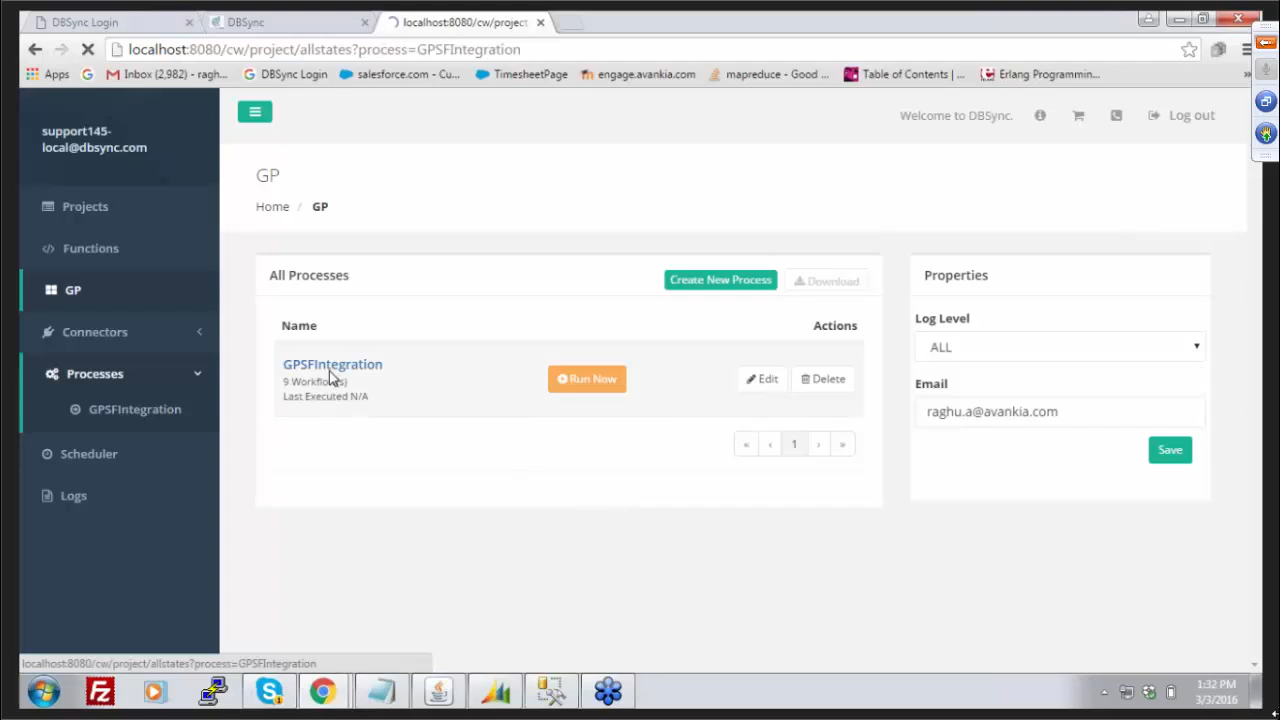 DBSync Login
DBSync
localhost:8080/cw/project
localhost:8080/cw/project/allstates?process=GPSFIntegration
Apps
Inbox (2,982) - ragh...
DBSync Login
salesforce.com - Cu...
TimesheetPage
engage.avankia.com
mapreduce - Good ...
Table of Contents | ...
Erlang Programmin...
support145-
local@dbsync.com
Welcome to DBSync.
Log out
Projects
Functions
GP
Connectors
Processes
GPSFIntegration
Scheduler
Logs
GP
Home / GP
All Processes
Create New Process
Download
Name
Actions
GPSFIntegration
9 Workflow(s)
Last Executed N/A
Run Now
Edit
Delete
« ‹ 1 › »
Properties
Log Level
ALL
Email
raghu.a@avankia.com
Save
localhost:8080/cw/project/allstates?process=GPSFIntegration
1:32 PM
3/3/2016